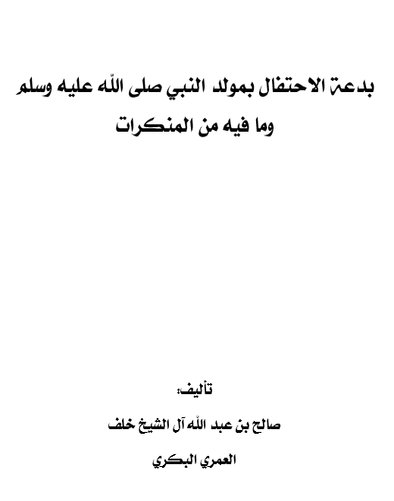 بدعة الاحتفال بمولد النبي صلى الله عليه وسلم
وما فيه من المنكرات
تأليف:
صالح بن عبد الله آل الشيخ خلف
العمري البكري